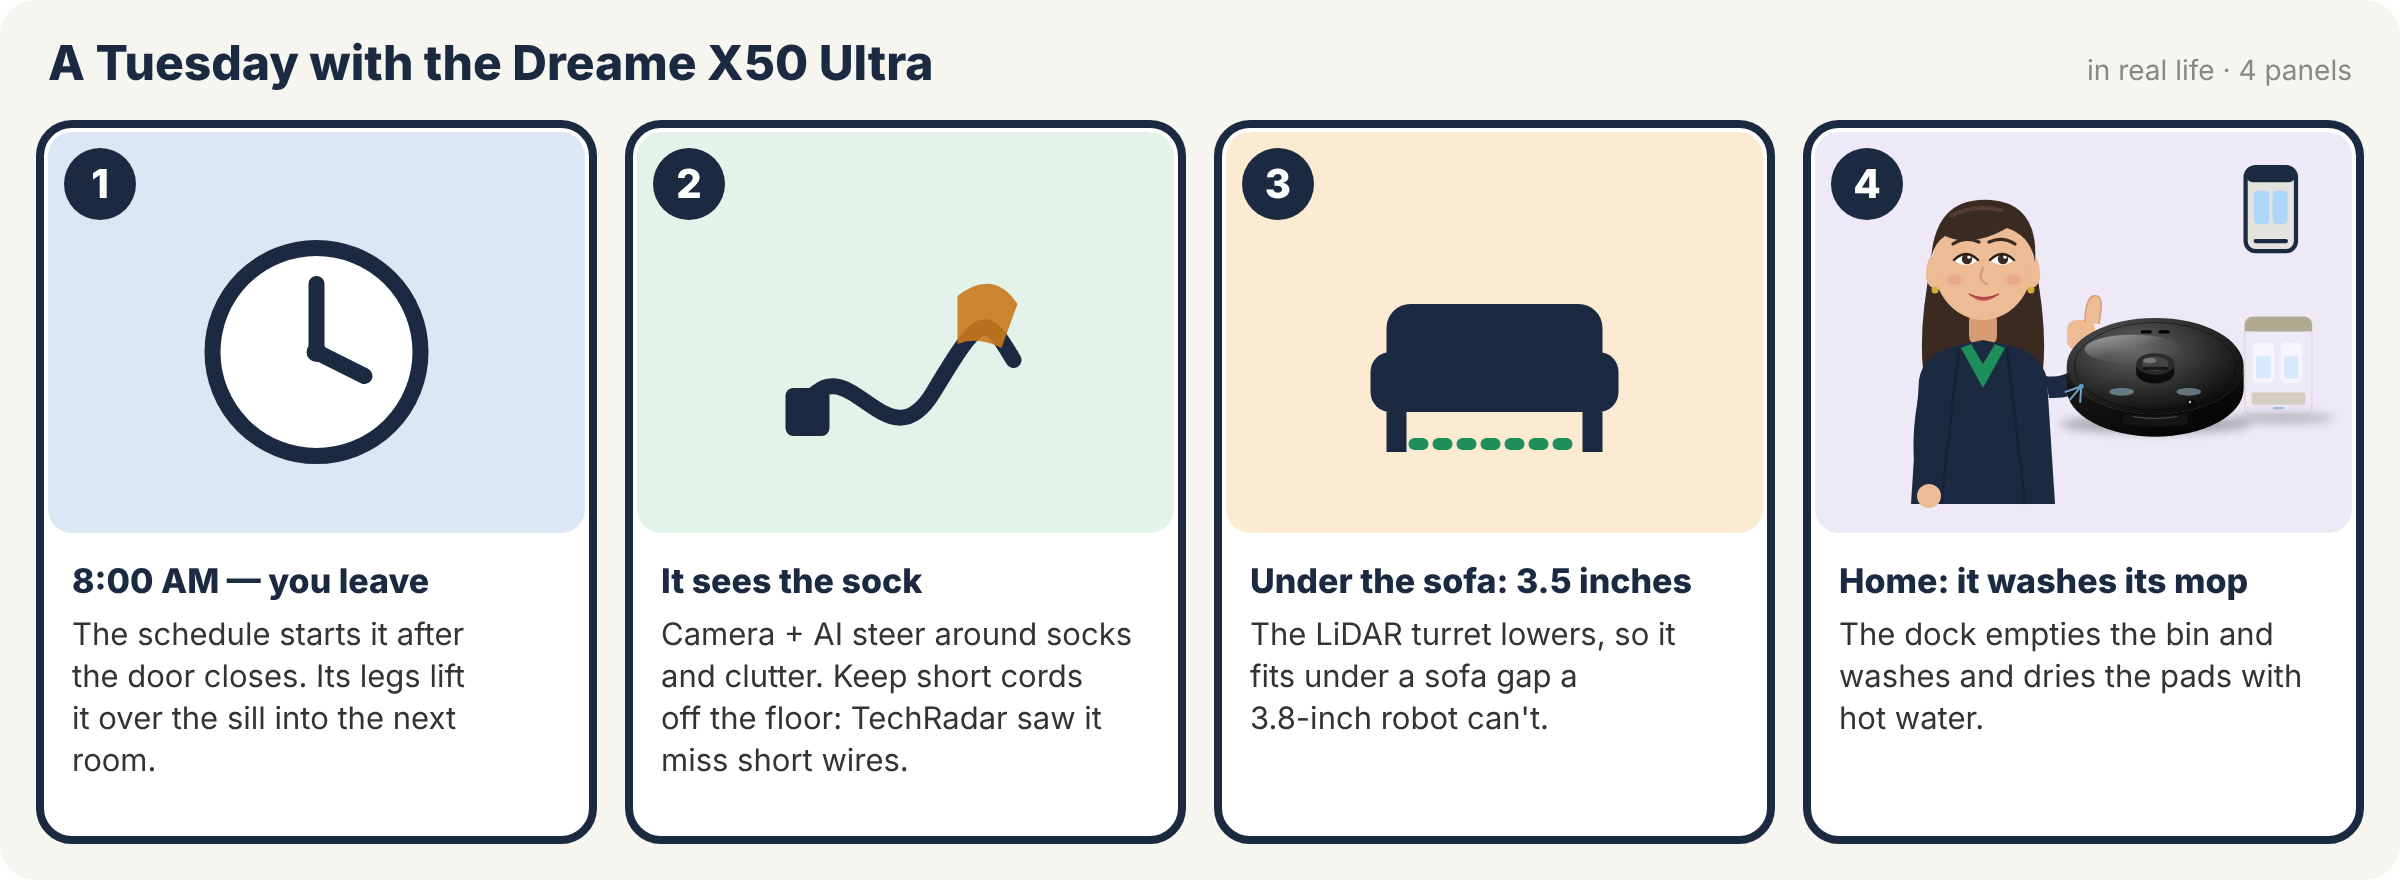 A Tuesday with the Dreame X50 Ultra
in real life · 4 panels
1
8:00 AM — you leave
The schedule starts it after
the door closes. Its legs lift
it over the sill into the next
room.
2
It sees the sock
Camera + AI steer around socks
and clutter. Keep short cords
off the floor: TechRadar saw it
miss short wires.
3
Under the sofa: 3.5 inches
The LiDAR turret lowers, so it
fits under a sofa gap a
3.8-inch robot can't.
4
Home: it washes its mop
The dock empties the bin and
washes and dries the pads with
hot water.